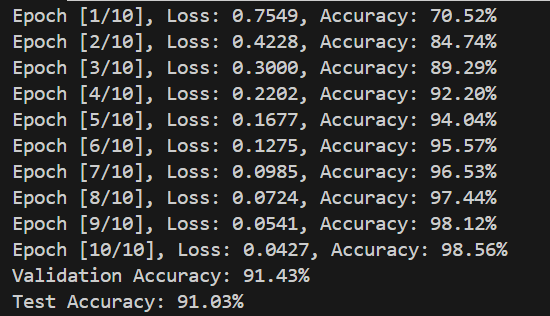 Epoch [1/10], Loss: 0.7549, Accuracy: 70.52%
Epoch [2/10], Loss: 0.4228, Accuracy: 84.74%
Epoch [3/10], Loss: 0.3000, Accuracy: 89.29%
Epoch [4/10], Loss: 0.2202, Accuracy: 92.20%
Epoch [5/10], Loss: 0.1677, Accuracy: 94.04%
Epoch [6/10], Loss: 0.1275, Accuracy: 95.57%
Epoch [7/10], Loss: 0.0985, Accuracy: 96.53%
Epoch [8/10], Loss: 0.0724, Accuracy: 97.44%
Epoch [9/10], Loss: 0.0541, Accuracy: 98.12%
Epoch [10/10], Loss: 0.0427, Accuracy: 98.56%
Validation Accuracy: 91.43%
Test Accuracy: 91.03%